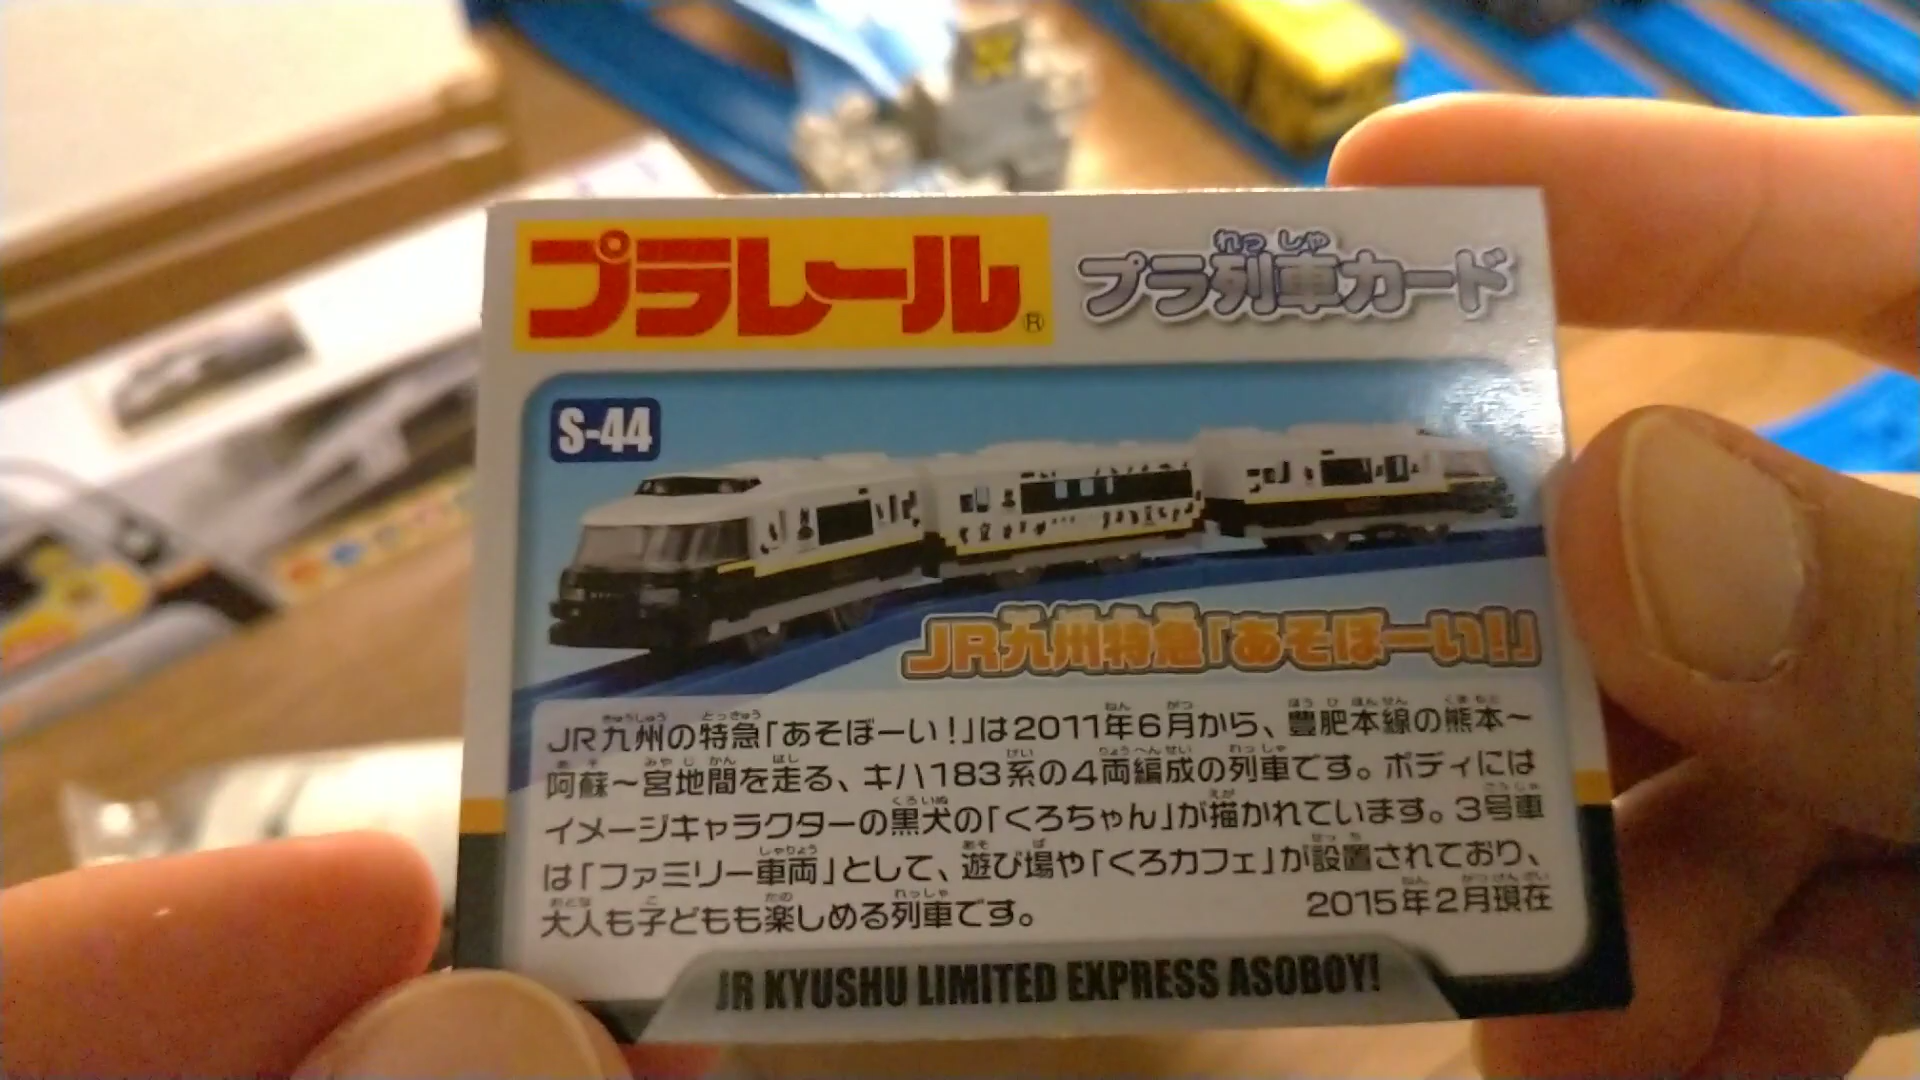 プラレール®
プラ列車カード
S-44
JR九州特急「あそぼーい!」
JR九州の特急「あそぼーい!」は2011年6月から、豊肥本線の熊本~
阿蘇~宮地間を走る、キハ183系の4両編成の列車です。ボディには
イメージキャラクターの黒犬の「くろちゃん」が描かれています。3号車
は「ファミリー車両」として、遊び場や「くろカフェ」が設置されており、
大人も子どもも楽しめる列車です。
2015年2月現在
JR KYUSHU LIMITED EXPRESS ASOBOY!